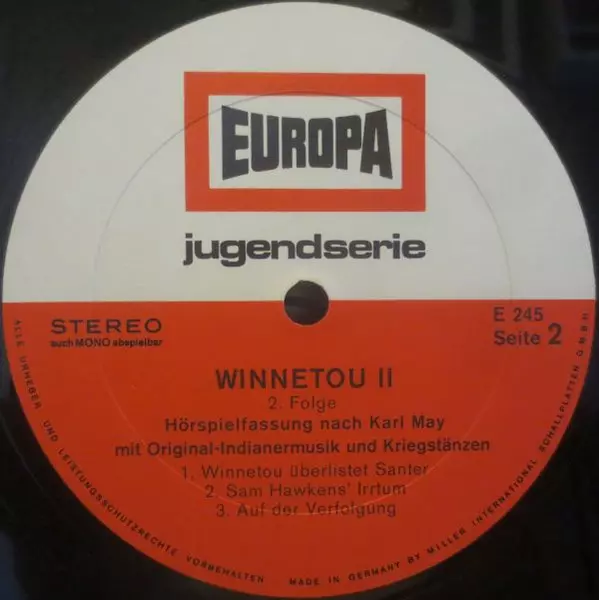 EUROPA
jugendserie
STEREO
auch MONO abspielbar
E 245
Seite 2
WINNETOU II
2. Folge
Hörspielfassung nach Karl May
mit Original-Indianermusik und Kriegstänzen
1. Winnetou überlistet Santer
2. Sam Hawkens' Irrtum
3. Auf der Verfolgung
ALLE URHEBER UND LEISTUNGSSCHUTZRECHTE VORBEHALTEN MADE IN GERMANY BY MILLER INTERNATIONAL SCHALLPLATTEN GMBH